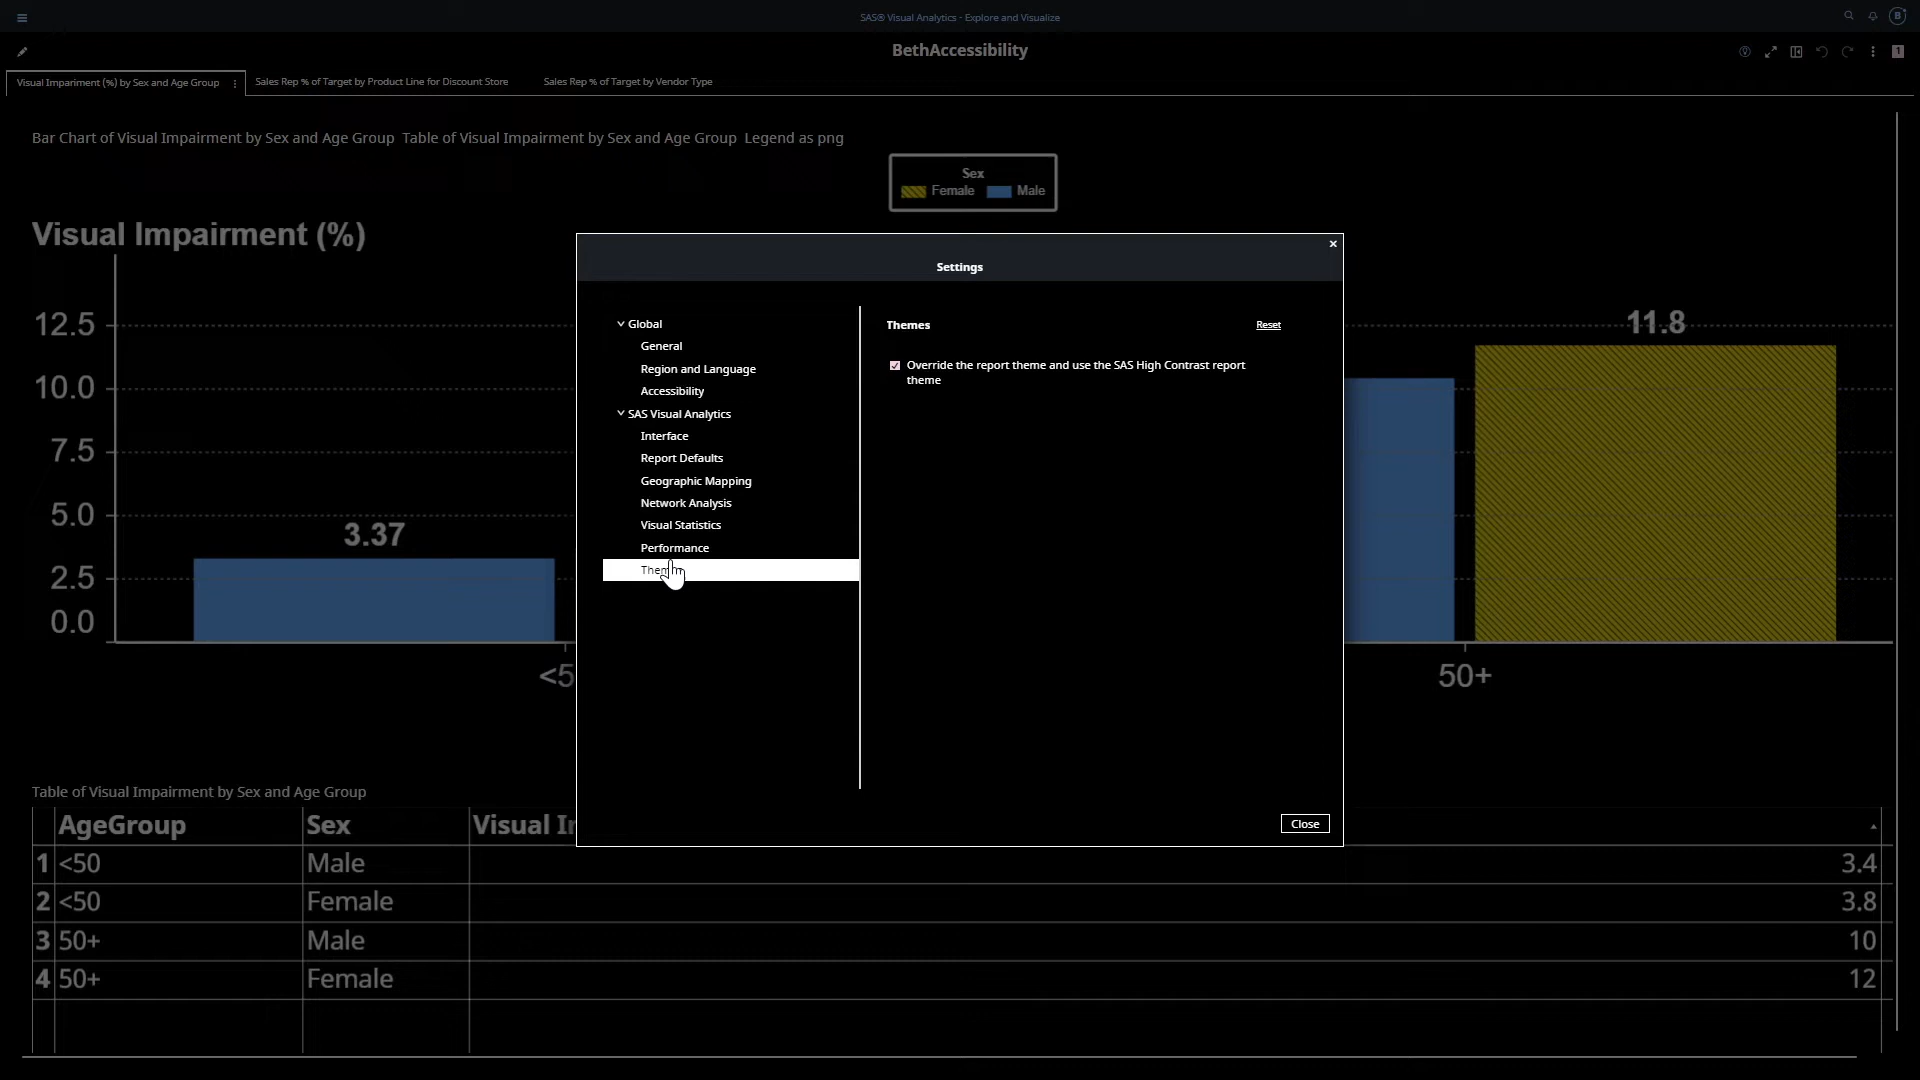 SAS® Visual Analytics - Explore and Visualize
B
BethAccessibility
1
Visual Impariment (%) by Sex and Age Group
Sales Rep % of Target by Product Line for Discount Store
Sales Rep % of Target by Vendor Type
Bar Chart of Visual Impairment by Sex and Age Group Table of Visual Impairment by Sex and Age Group Legend as png
Sex
Female Male
Visual Impairment (%)
12.5
10.0
7.5
5.0
2.5
0.0
3.37
11.8
<5
50+
Settings
Global
General
Region and Language
Accessibility
SAS Visual Analytics
Interface
Report Defaults
Geographic Mapping
Network Analysis
Visual Statistics
Performance
Themes
Themes
Reset
Override the report theme and use the SAS High Contrast report
theme
Close
Table of Visual Impairment by Sex and Age Group
AgeGroup Sex Visual
1 <50 Male 3.4
2 <50 Female 3.8
3 50+ Male 10
4 50+ Female 12